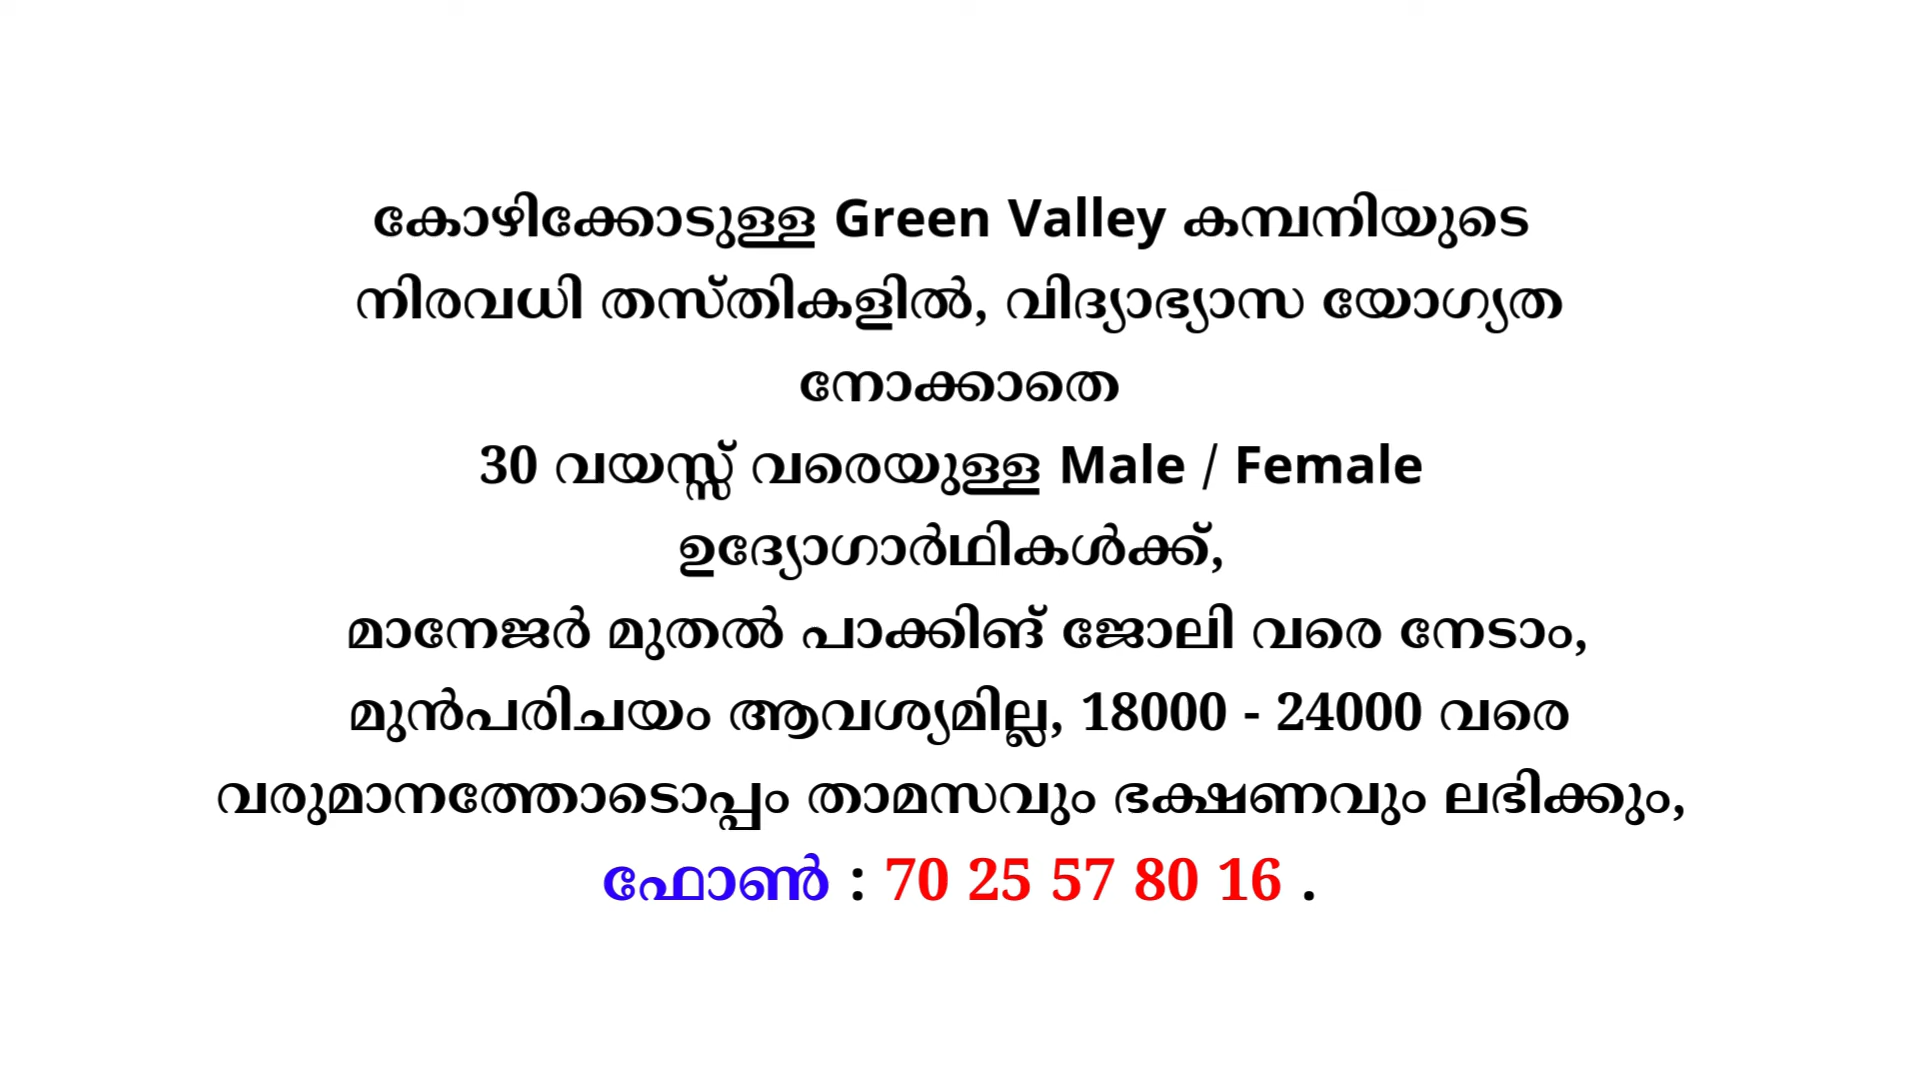 കോഴിക്കോടുള്ള Green Valley കമ്പനിയുടെ
നിരവധി തസ്തികളിൽ, വിദ്യാഭ്യാസ യോഗ്യത
നോക്കാതെ
30 വയസ്സ് വരെയുള്ള Male / Female
ഉദ്യോഗാർഥികൾക്ക്,
മാനേജർ മുതൽ പാക്കിങ് ജോലി വരെ നേടാം,
മുൻപരിചയം ആവശ്യമില്ല, 18000 - 24000 വരെ
വരുമാനത്തോടൊപ്പം താമസവും ഭക്ഷണവും ലഭിക്കും,
ഫോൺ : 70 25 57 80 16 .